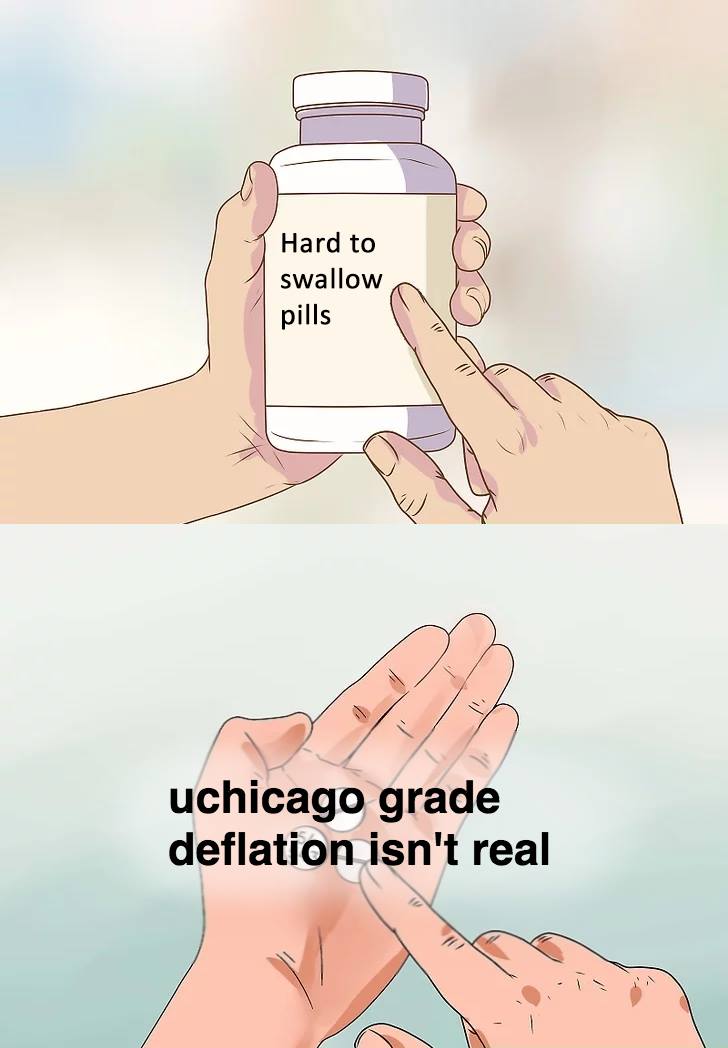 Hard to
swallow
pills
uchicago grade
deflation isn't real